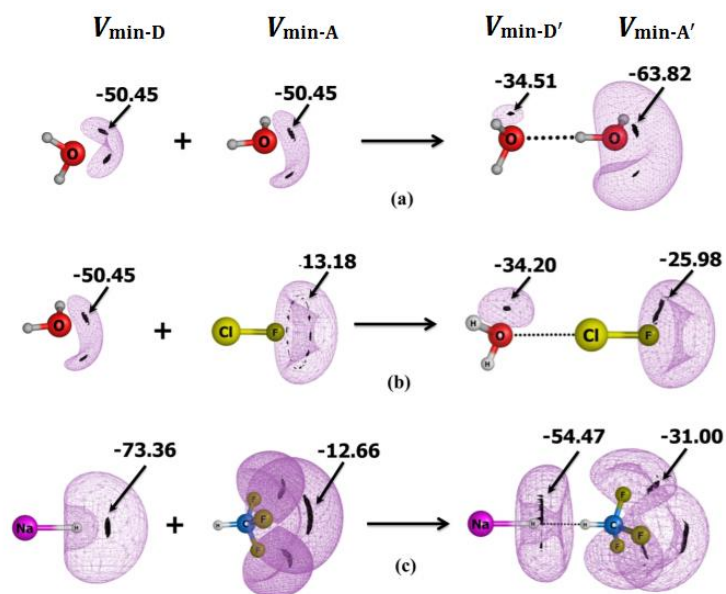 Vmin-D Vmin-A Vmin-D′ Vmin-A′
-50.45 -50.45 -34.51 -63.82
O + O O O
(a)
-50.45 -13.18 -34.20 -25.98
O + Cl F H O H Cl F
(b)
-73.36 -12.66 -54.47 -31.00
Na H + H C F F F Na H H C F F F
(c)